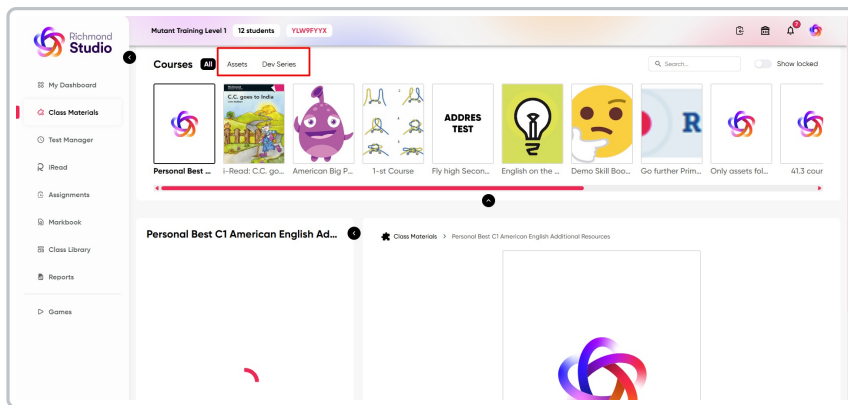 Richmond
Studio
Mutant Training Level 1
12 students
YLW9FYYX
7
Courses
All
Assets
Dev Series
Search...
Show locked
My Dashboard
Class Materials
Test Manager
IRead
Assignments
Markbook
Class Library
Reports
Games
C.C. goes to India
ADDRES
TEST
R
Personal Best ...
i-Read: C.C. go...
American Big P...
1-st Course
Fly high Secon...
English on the ...
Demo Skill Boo...
Go further Prim...
Only assets fol...
41.3 cour
Personal Best C1 American English Ad...
Class Materials > Personal Best C1 American English Additional Resources